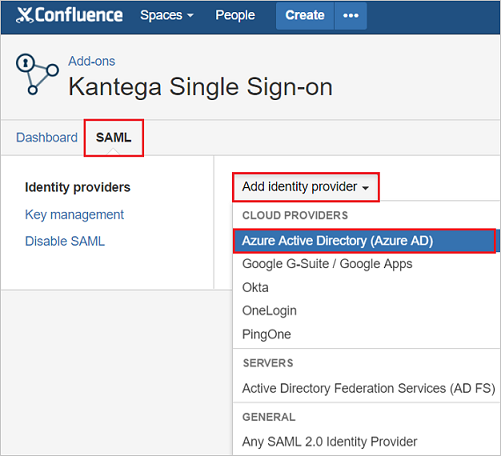 Confluence Spaces People Create •••
Add-ons
Kantega Single Sign-on
Dashboard SAML
Identity providers
Key management
Disable SAML
Add identity provider
CLOUD PROVIDERS
Azure Active Directory (Azure AD)
Google G-Suite / Google Apps
Okta
OneLogin
PingOne
SERVERS
Active Directory Federation Services (AD FS)
GENERAL
Any SAML 2.0 Identity Provider